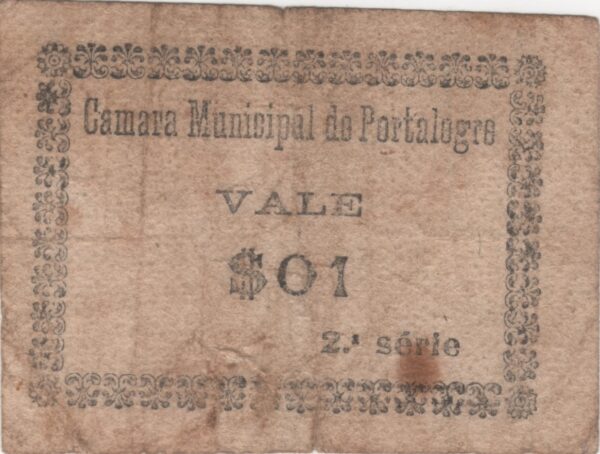 Camara Municipal de Portalegre
VALE
$01
2.ª série